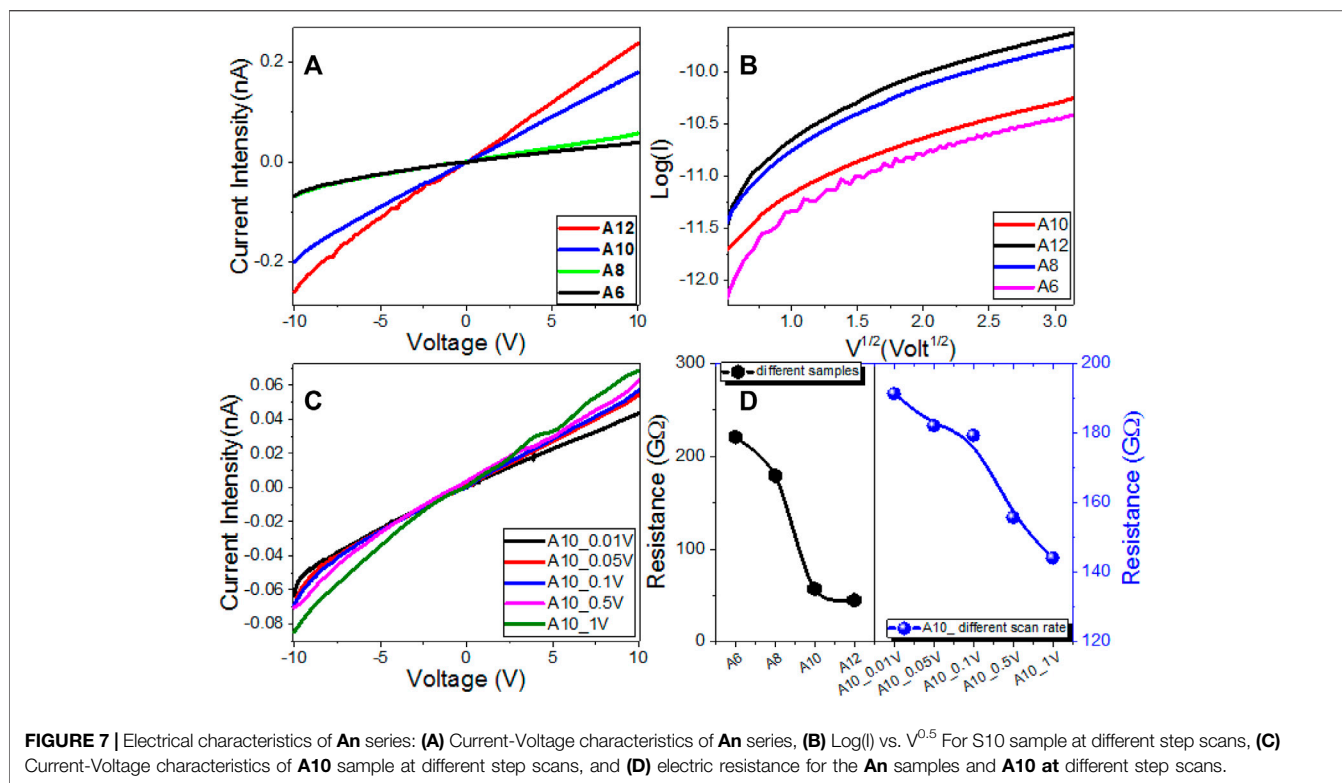 A
0.2
0.0
-0.2
Current Intensity(nA)
-10
-5
0
5
10
Voltage (V)
A12
A10
A8
A6
B
-10.0
-10.5
-11.0
-11.5
-12.0
Log(I)
1.0
1.5
2.0
2.5
3.0
V1/2(Volt1/2)
A10
A12
A8
A6
C
0.06
0.04
0.02
0.00
-0.02
-0.04
-0.06
-0.08
Current Intensity(nA)
-10
-5
0
5
10
Voltage (V)
A10_0.01V
A10_0.05V
A10_0.1V
A10_0.5V
A10_1V
D
300
200
100
0
Resistance (GΩ)
different samples
A6
A8
A10
A12
A10_0.01V
A10_0.05V
A10_0.1V
A10_0.5V
A10_1V
A10_ different scan rate
200
180
160
140
120
Resistance (GΩ)
FIGURE 7 | Electrical characteristics of An series: (A) Current-Voltage characteristics of An series, (B) Log(I) vs. V0.5 For S10 sample at different step scans, (C)
Current-Voltage characteristics of A10 sample at different step scans, and (D) electric resistance for the An samples and A10 at different step scans.